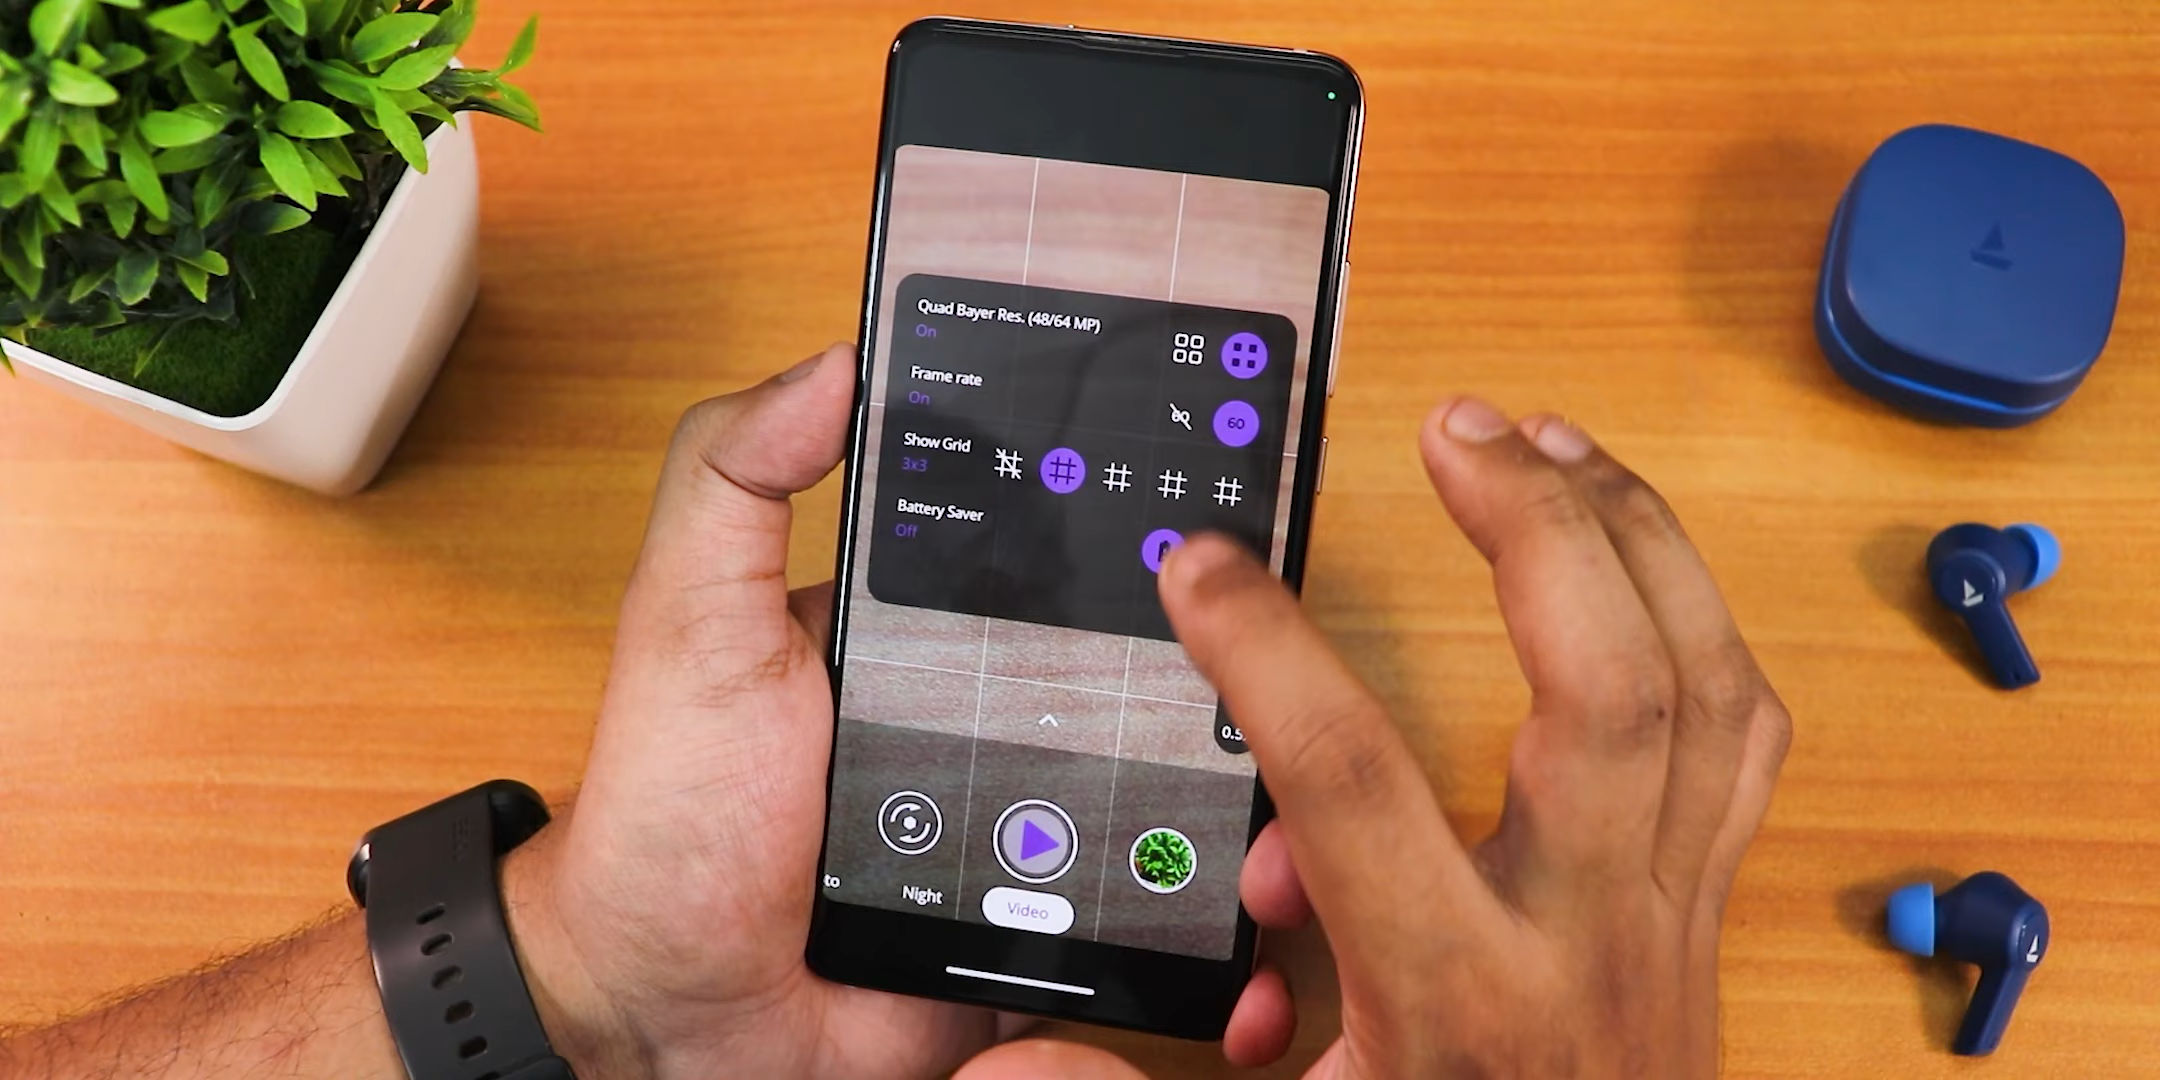 Quad Bayer Res. (48/64 MP)
On
Frame rate
On
60
60
Show Grid
3x3
Battery Saver
Off
0.5
to
Night
Video